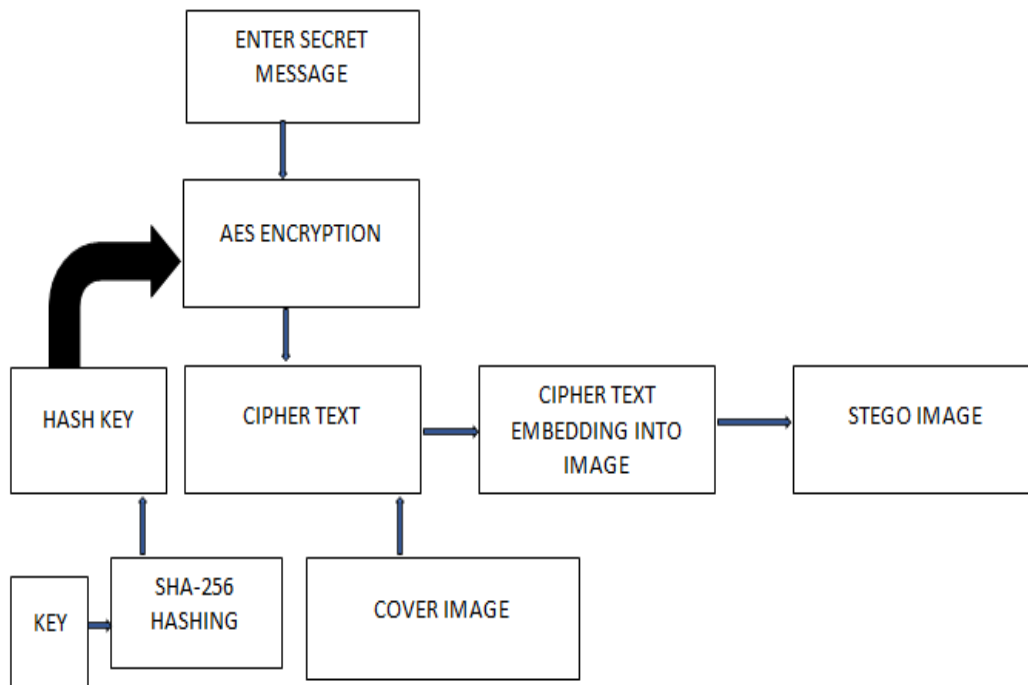 ENTER SECRET
MESSAGE
AES ENCRYPTION
HASH KEY
CIPHER TEXT
CIPHER TEXT
EMBEDDING INTO
IMAGE
STEGO IMAGE
KEY
SHA-256
HASHING
COVER IMAGE